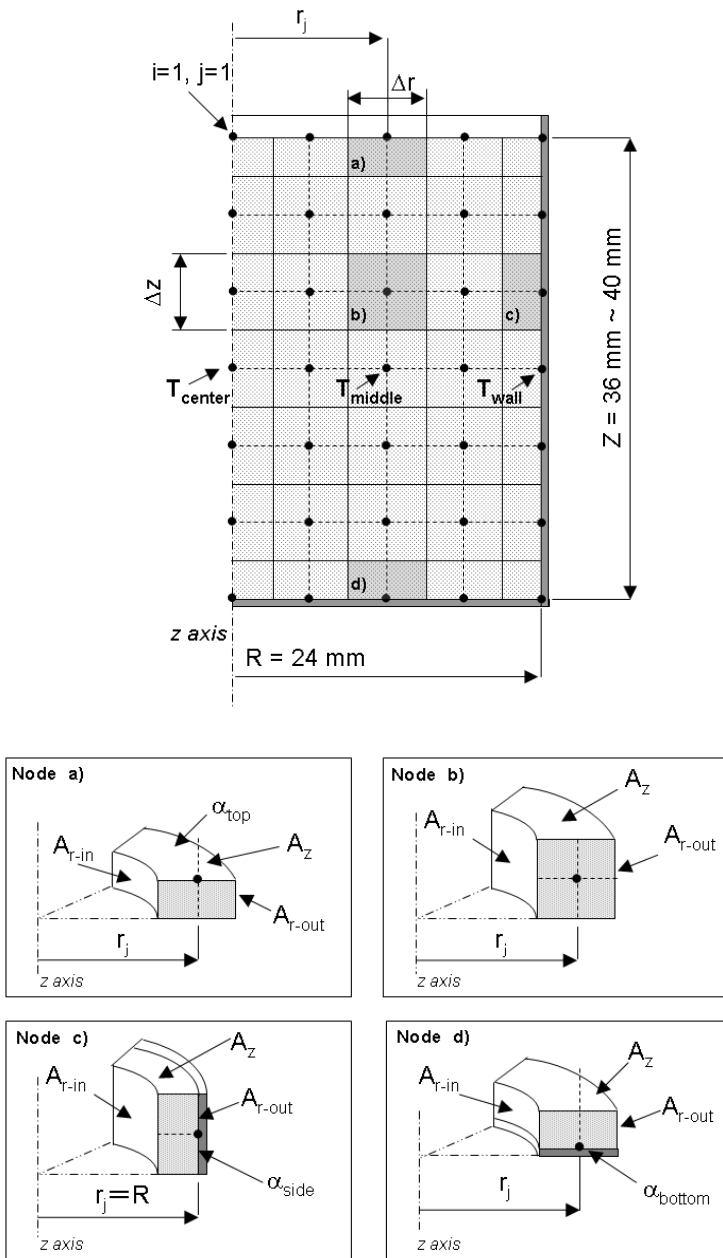 r_j
i=1, j=1
Δr
a)
Δz
b)
c)
T_center
T_middle
T_wall
Z = 36 mm ~ 40 mm
d)
z axis
R = 24 mm
Node a)
α_top
A_z
A_r-in
A_r-out
r_j
z axis
Node b)
A_z
A_r-in
A_r-out
r_j
z axis
Node c)
A_z
A_r-in
A_r-out
α_side
r_j=R
z axis
Node d)
A_z
A_r-in
A_r-out
r_j
α_bottom
z axis